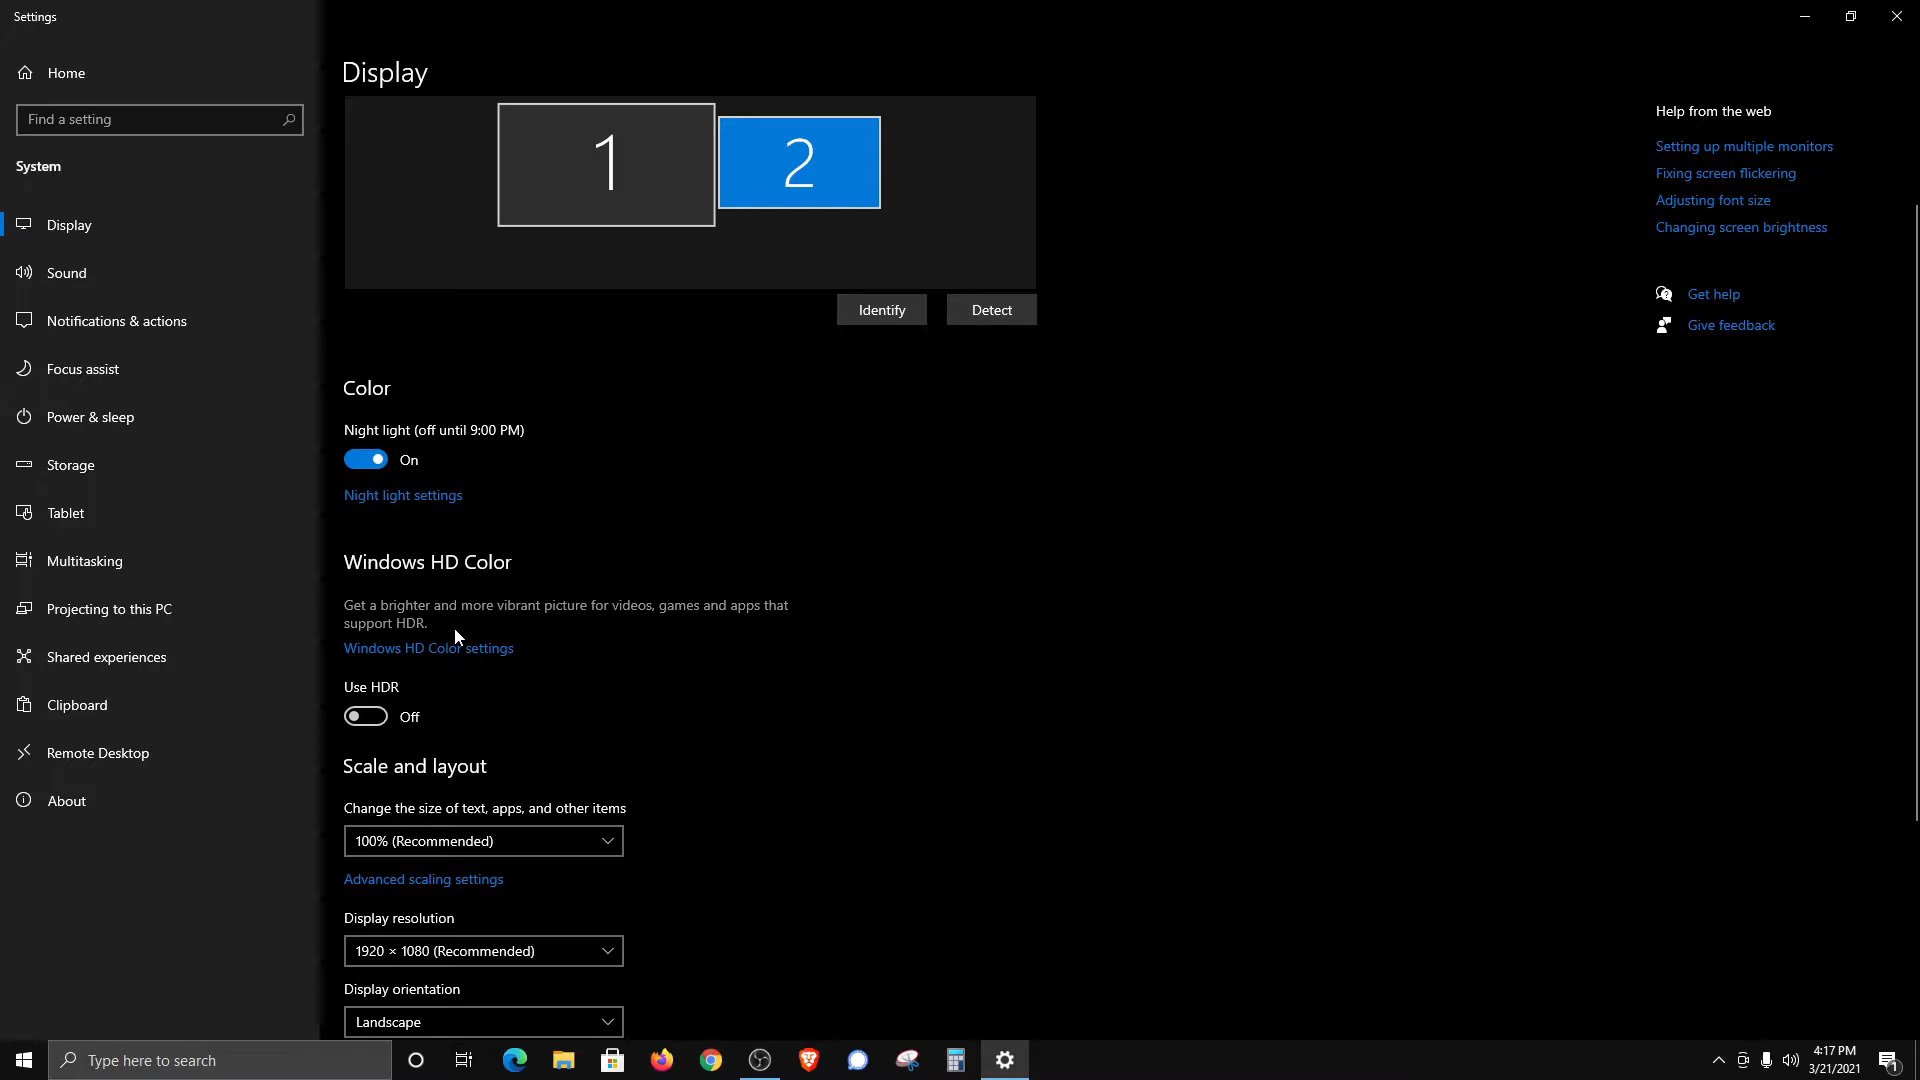 Settings
Home
Find a setting
System
Display
Sound
Notifications & actions
Focus assist
Power & sleep
Storage
Tablet
Multitasking
Projecting to this PC
Shared experiences
Clipboard
Remote Desktop
About
Display
1
2
Identify
Detect
Color
Night light (off until 9:00 PM)
On
Night light settings
Windows HD Color
Get a brighter and more vibrant picture for videos, games and apps that
support HDR.
Windows HD Color settings
Use HDR
Off
Scale and layout
Change the size of text, apps, and other items
100% (Recommended)
Advanced scaling settings
Display resolution
1920 × 1080 (Recommended)
Display orientation
Landscape
Help from the web
Setting up multiple monitors
Fixing screen flickering
Adjusting font size
Changing screen brightness
Get help
Give feedback
Type here to search
4:17 PM
3/21/2021
1